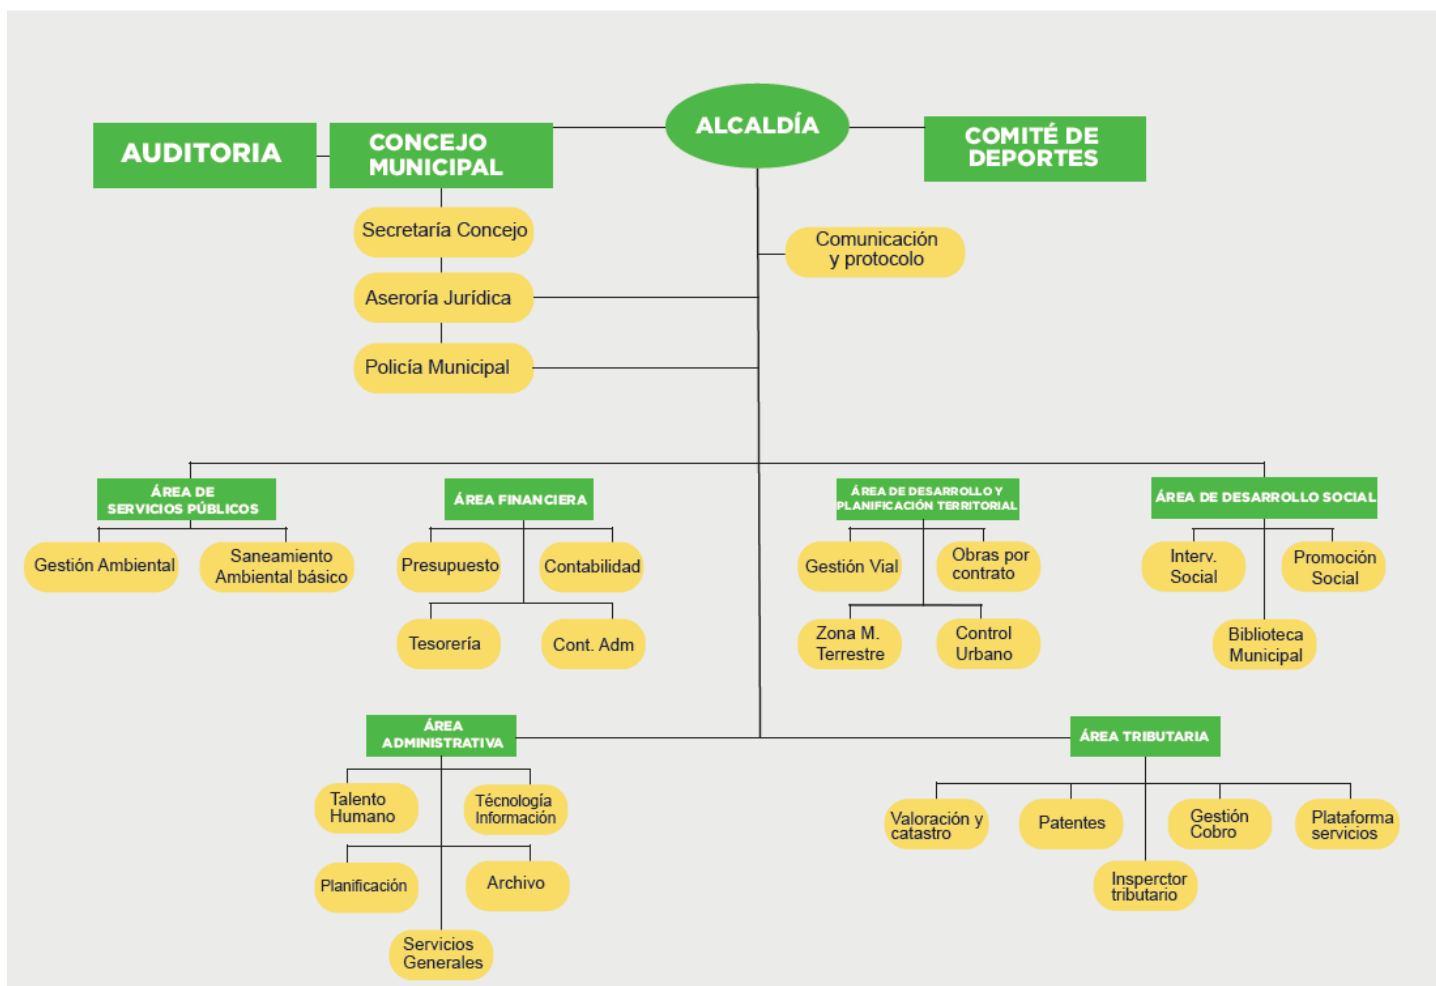 ALCALDÍA
AUDITORIA
CONCEJO
MUNICIPAL
COMITÉ DE
DEPORTES
Secretaría Concejo
Comunicación
y protocolo
Aseroría Jurídica
Policía Municipal
ÁREA DE
SERVICIOS PÚBLICOS
Gestión Ambiental
Saneamiento
Ambiental básico
ÁREA FINANCIERA
Presupuesto
Contabilidad
Tesorería
Cont. Adm
ÁREA DE DESARROLLO Y
PLANIFICACIÓN TERRITORIAL
Gestión Vial
Obras por
contrato
Zona M.
Terrestre
Control
Urbano
ÁREA DE DESARROLLO SOCIAL
Interv.
Social
Promoción
Social
Biblioteca
Municipal
ÁREA
ADMINISTRATIVA
Talento
Humano
Técnología
Información
Planificación
Archivo
Servicios
Generales
ÁREA TRIBUTARIA
Valoración y
catastro
Patentes
Gestión
Cobro
Plataforma
servicios
Insperctor
tributario